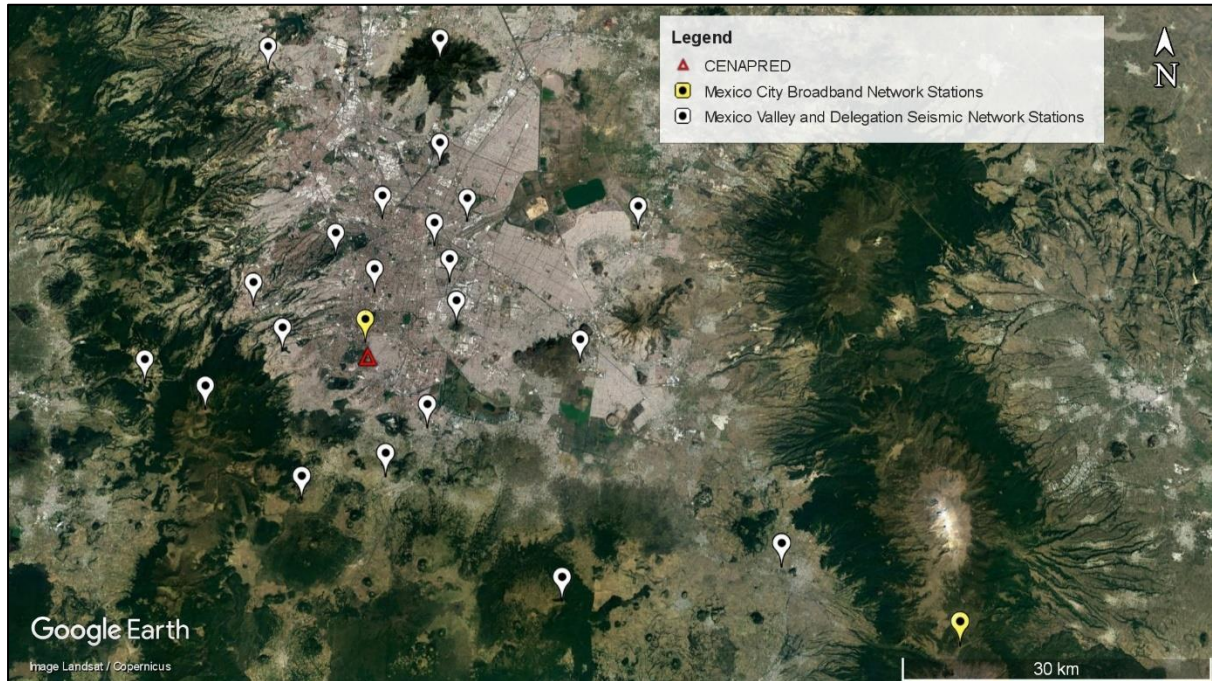 Legend
CENAPRED
Mexico City Broadband Network Stations
Mexico Valley and Delegation Seismic Network Stations
N
Google Earth
Image Landsat / Copernicus
30 km